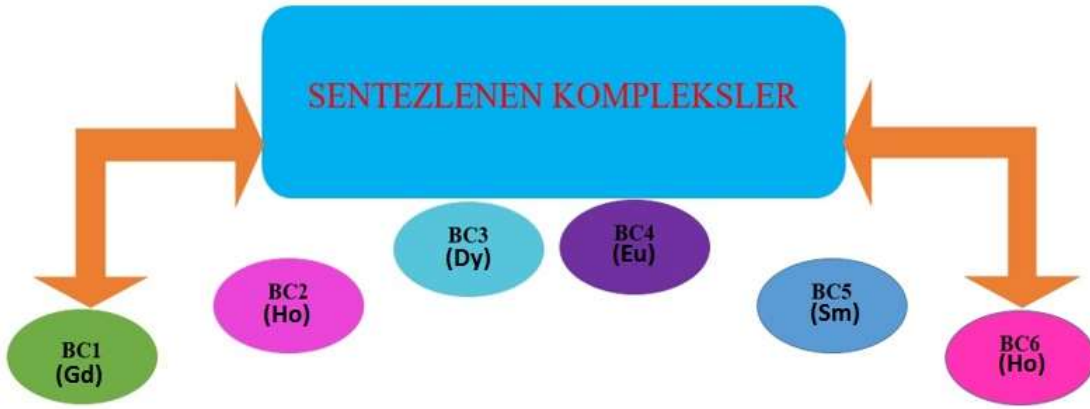 SENTEZLENEN KOMPLEKSLER
BC1
(Gd)
BC2
(Ho)
BC3
(Dy)
BC4
(Eu)
BC5
(Sm)
BC6
(Ho)